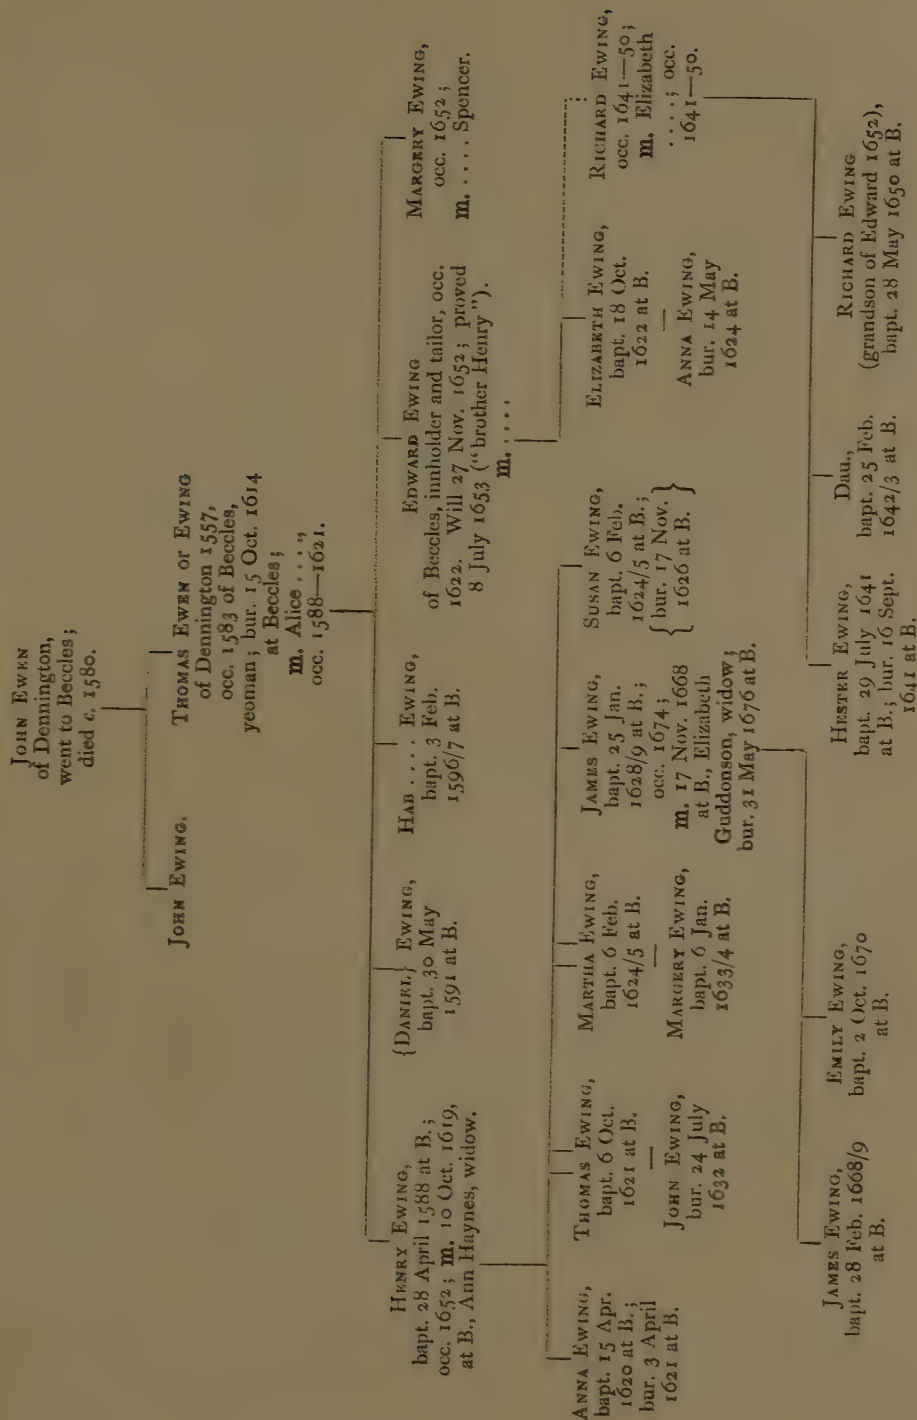 JOHN EWEN
of Dennington,
went to Beccles;
died c. 1580.
JOHN EWING.
THOMAS EWEN or EWING
of Dennington 1557,
occ. 1583 of Beccles,
yeoman; bur. 15 Oct. 1614
at Beccles;
m. Alice ....,
occ. 1588—1621.
HENRY EWING,
bapt. 28 April 1588 at B.;
occ. 1652; m. 10 Oct. 1619,
at B., Ann Haynes, widow.
{DANIEL} EWING,
bapt. 30 May
1591 at B.
HAB .... EWING,
bapt. 3 Feb.
1596/7 at B.
EDWARD EWING
of Beccles, innholder and tailor, occ.
1622. Will 27 Nov. 1652; proved
8 July 1653 ("brother Henry").
m. ....
MARGERY EWING,
occ. 1652;
m. .... Spencer.
ANNA EWING,
bapt. 15 Apr.
1620 at B.;
bur. 3 April
1621 at B.
THOMAS EWING,
bapt. 6 Oct.
1621 at B.
—
JOHN EWING,
bur. 24 July
1632 at B.
MARTHA EWING,
bapt. 6 Feb.
1624/5 at B.
—
MARGERY EWING,
bapt. 6 Jan.
1633/4 at B.
JAMES EWING,
bapt. 25 Jan.
1628/9 at B.;
occ. 1674;
m. 17 Nov. 1668
at B., Elizabeth
Guddonson, widow;
bur. 31 May 1676 at B.
SUSAN EWING,
bapt. 6 Feb.
1624/5 at B.;
{bur. 17 Nov.}
{1626 at B.}
ELIZABETH EWING,
bapt. 18 Oct.
1622 at B.
—
ANNA EWING,
bur. 14 May
1624 at B.
RICHARD EWING,
occ. 1641—50;
m. Elizabeth
....; occ.
1641—50.
JAMES EWING,
bapt. 28 Feb. 1668/9
at B.
EMILY EWING,
bapt. 2 Oct. 1670
at B.
HESTER EWING,
bapt. 29 July 1641
at B.; bur. 16 Sept.
1641 at B.
Dau.,
bapt. 25 Feb.
1642/3 at B.
RICHARD EWING
(grandson of Edward 1652),
bapt. 28 May 1650 at B.